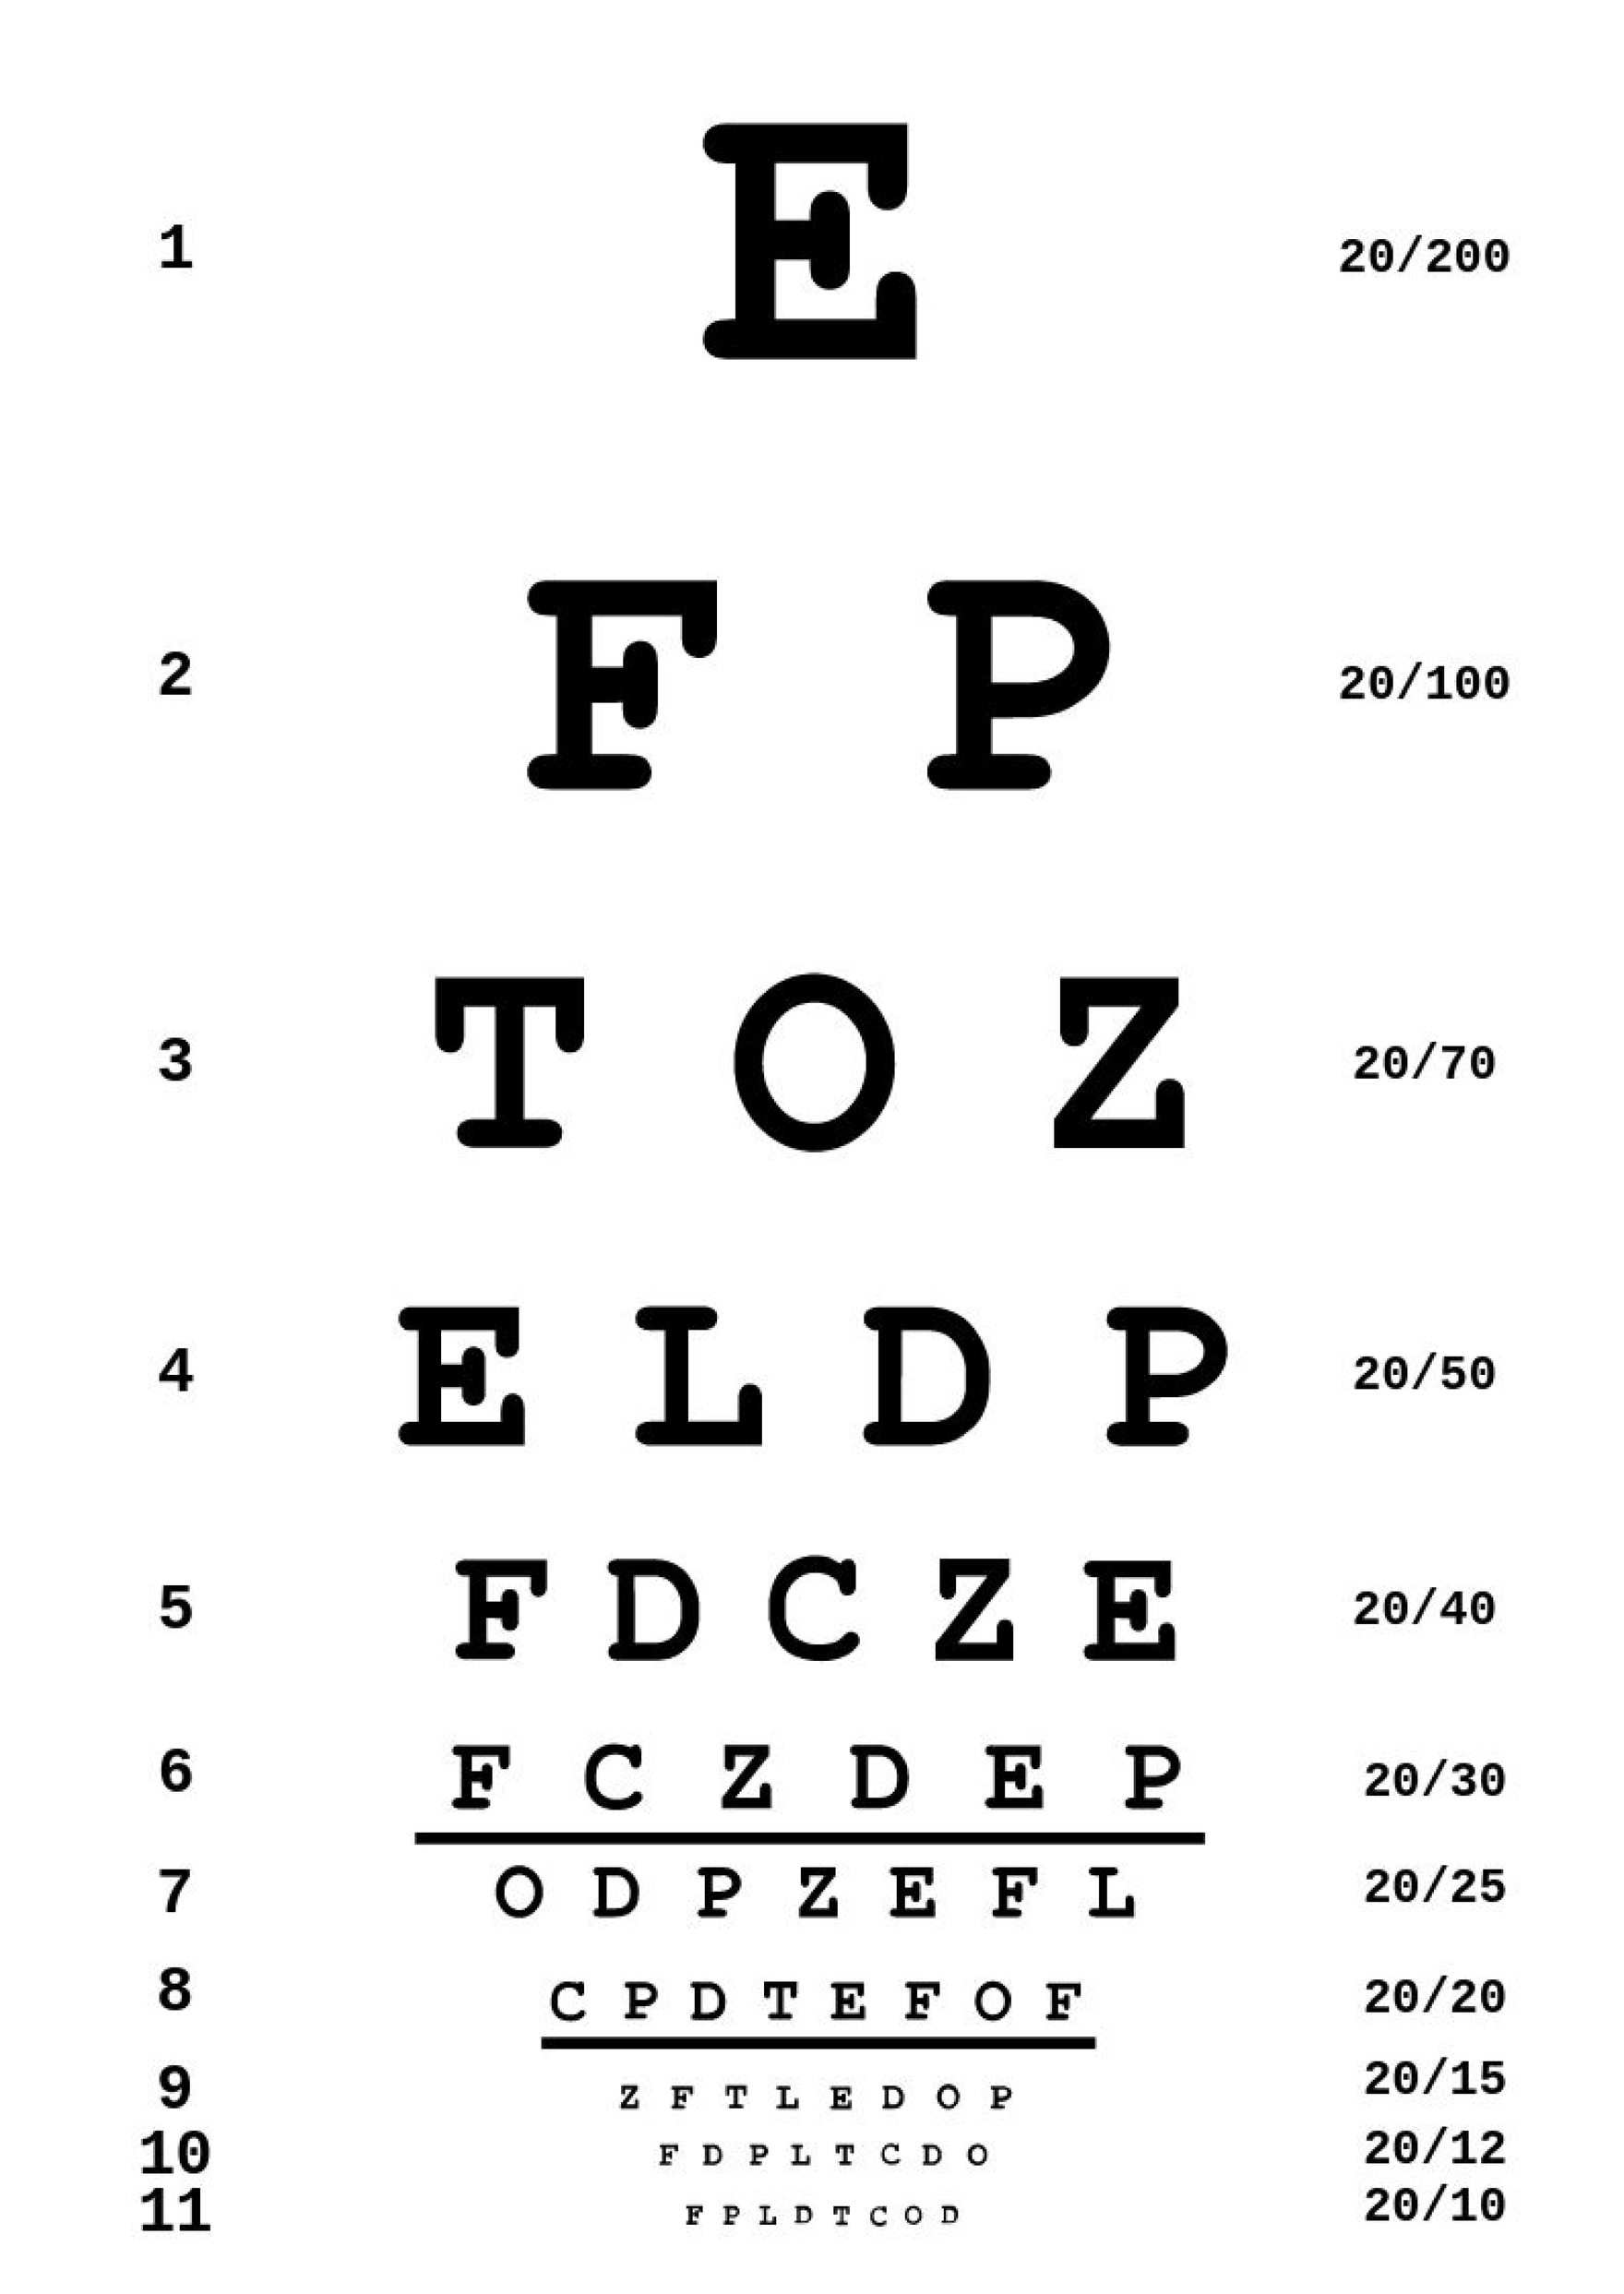 1 E 20/200
2 F P 20/100
3 T O Z 20/70
4 E L D P 20/50
5 F D C Z E 20/40
6 F C Z D E P 20/30
7 O D P Z E F L 20/25
8 C P D T E F O F 20/20
9 Z F T L E D O P 20/15
10 F D P L T C D O 20/12
11 F P L D T C O D 20/10